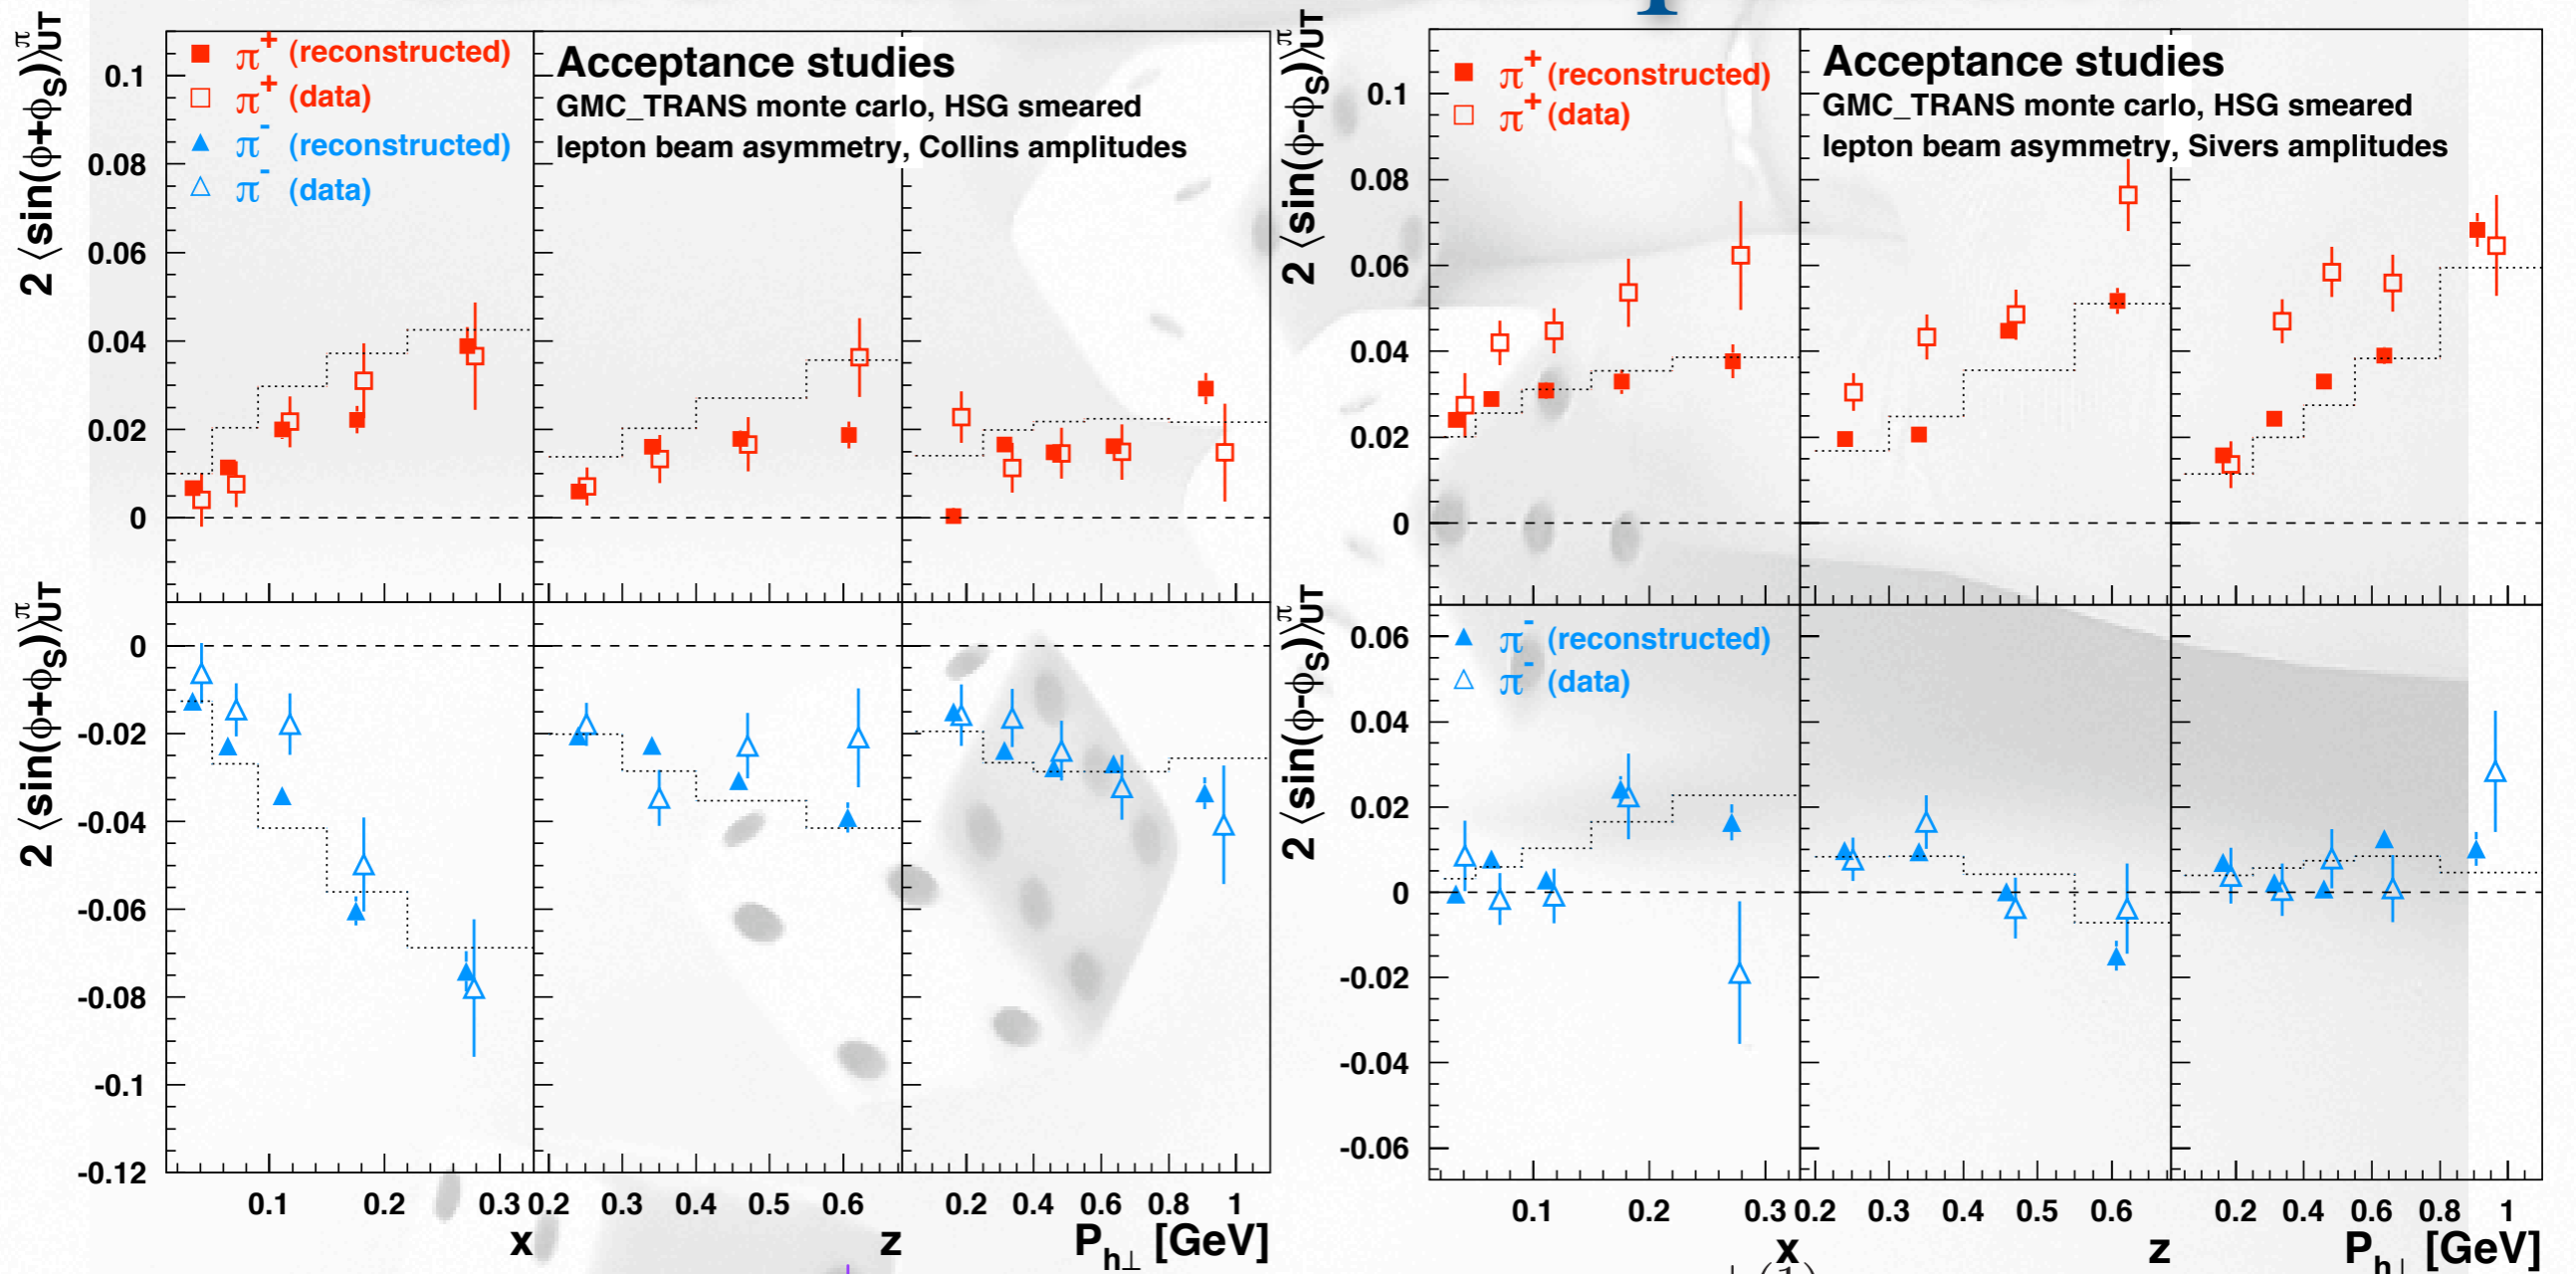 2 ⟨sin(ϕ+ϕS)⟩πUT
π+ (reconstructed)
π+ (data)
π- (reconstructed)
π- (data)
Acceptance studies
GMC_TRANS monte carlo, HSG smeared
lepton beam asymmetry, Collins amplitudes
0.1
0.08
0.06
0.04
0.02
0
2 ⟨sin(ϕ+ϕS)⟩πUT
0
-0.02
-0.04
-0.06
-0.08
-0.1
-0.12
0.1 0.2 0.3 0.2 0.3 0.4 0.5 0.6 0.2 0.4 0.6 0.8 1
x z Ph⊥ [GeV]
2 ⟨sin(ϕ-ϕS)⟩πUT
π+ (reconstructed)
π+ (data)
Acceptance studies
GMC_TRANS monte carlo, HSG smeared
lepton beam asymmetry, Sivers amplitudes
0.1
0.08
0.06
0.04
0.02
0
2 ⟨sin(ϕ-ϕS)⟩πUT
π- (reconstructed)
π- (data)
0.06
0.04
0.02
0
-0.02
-0.04
-0.06
0.1 0.2 0.3 0.2 0.3 0.4 0.5 0.6 0.2 0.4 0.6 0.8 1
x z Ph⊥ [GeV]